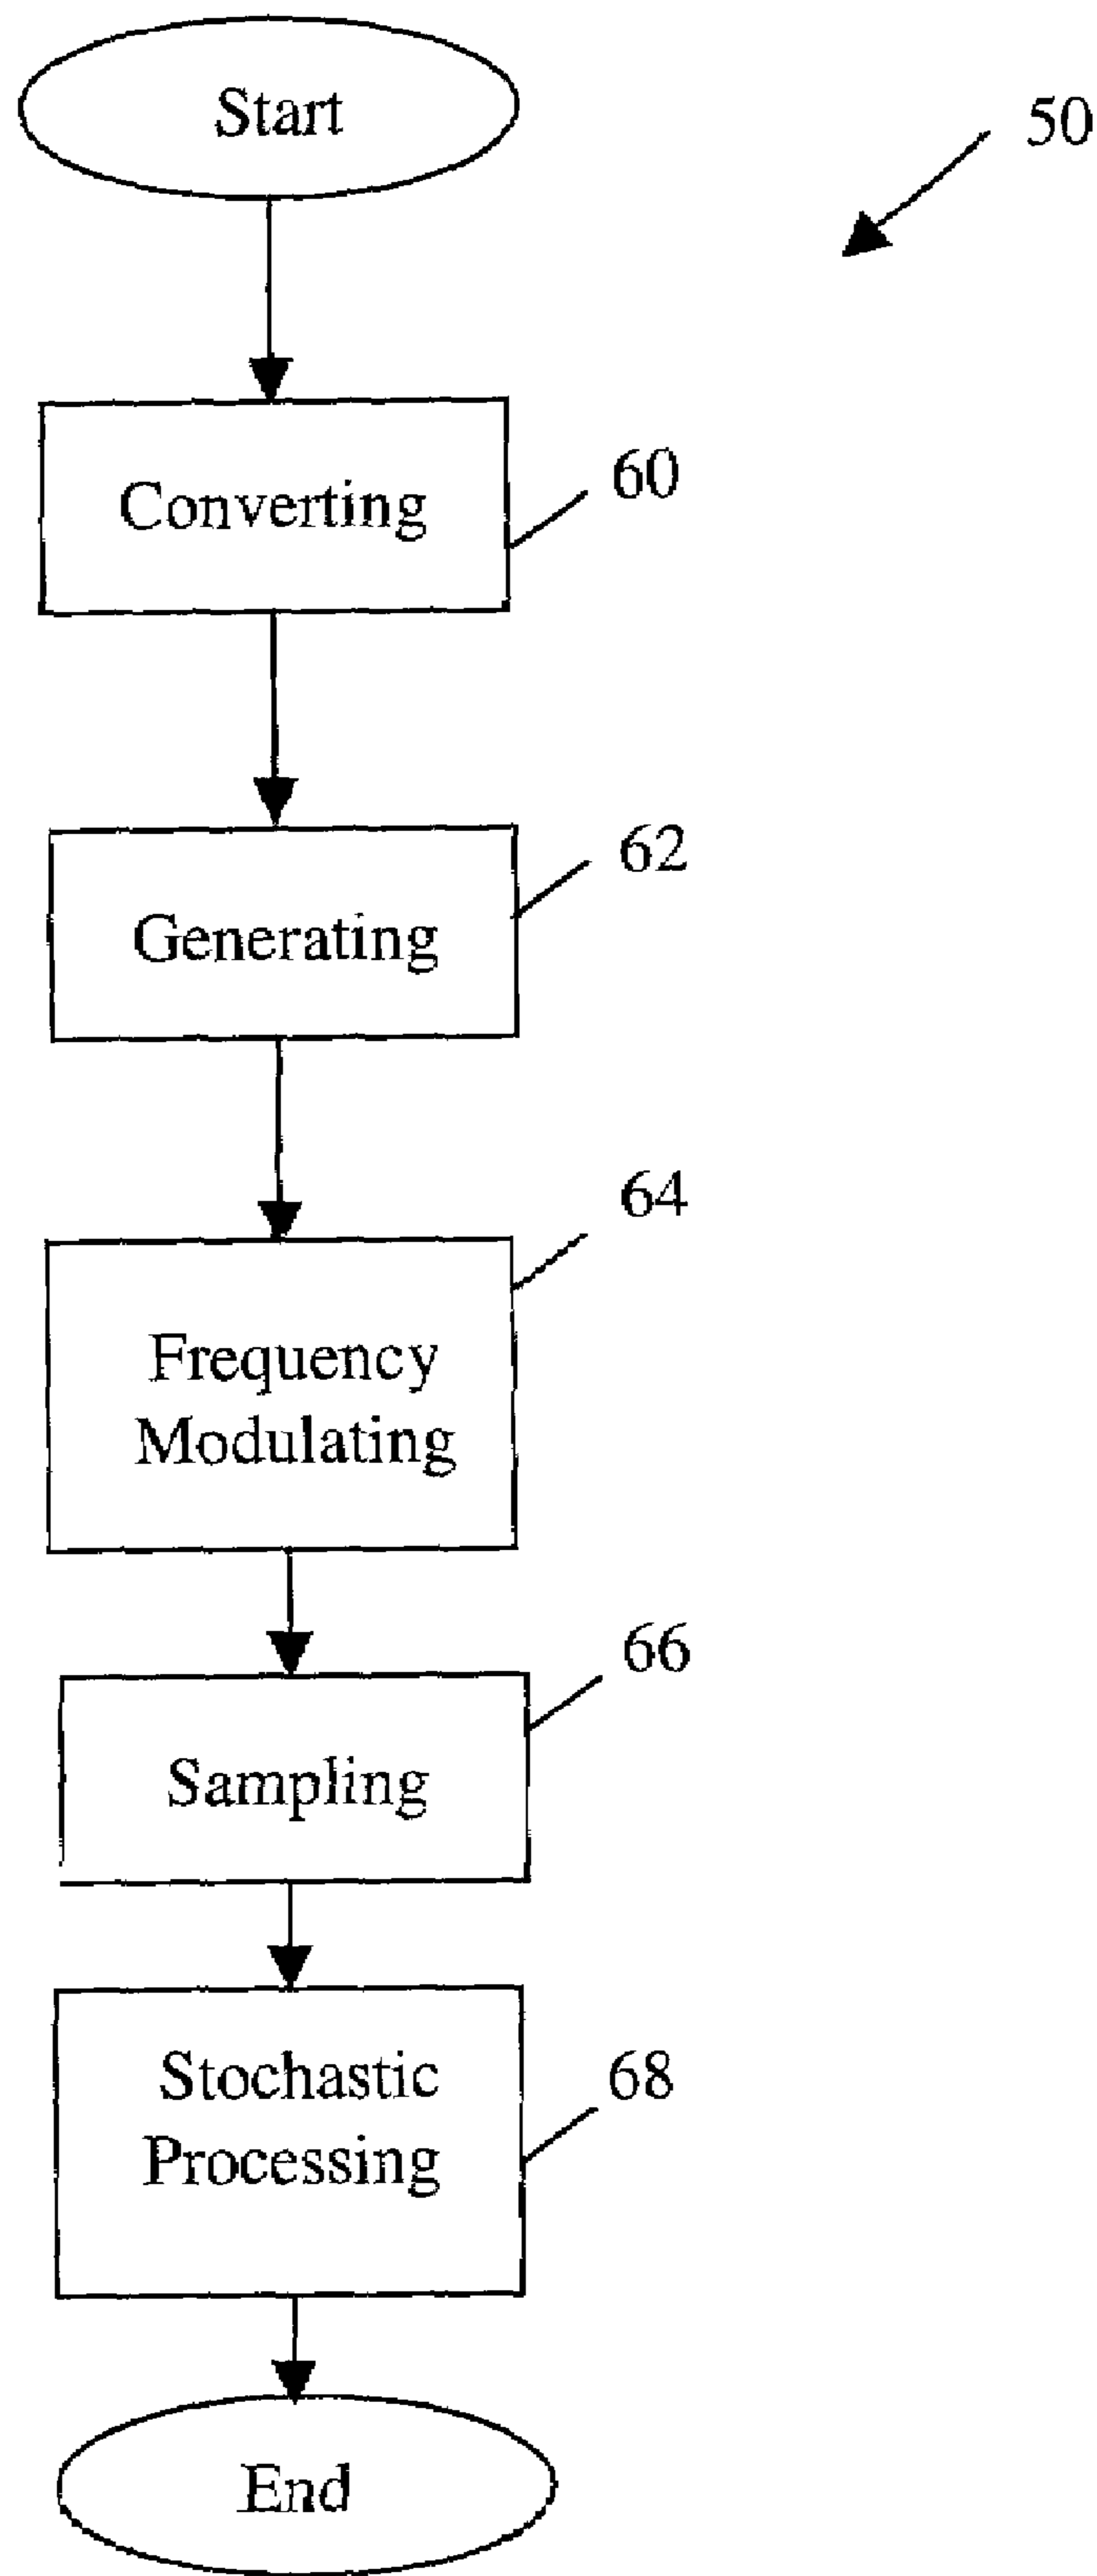 Start
50
Converting
60
Generating
62
Frequency
Modulating
64
Sampling
66
Stochastic
Processing
68
End